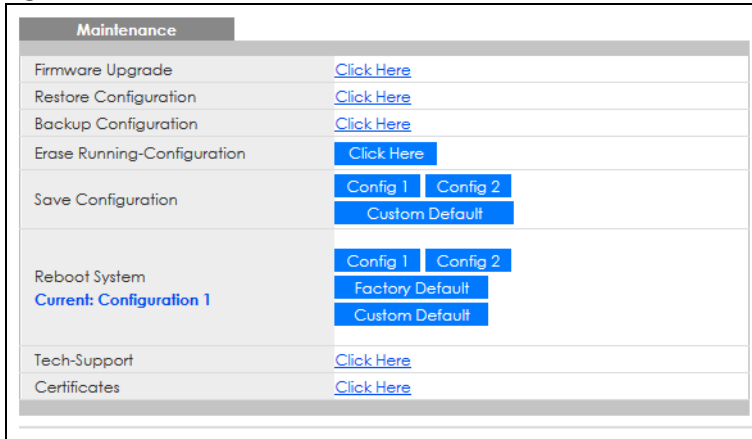 Maintenance
Firmware Upgrade Click Here
Restore Configuration Click Here
Backup Configuration Click Here
Erase Running-Configuration Click Here
Save Configuration Config 1 Config 2
Custom Default
Reboot System Config 1 Config 2
Current: Configuration 1 Factory Default
Custom Default
Tech-Support Click Here
Certificates Click Here